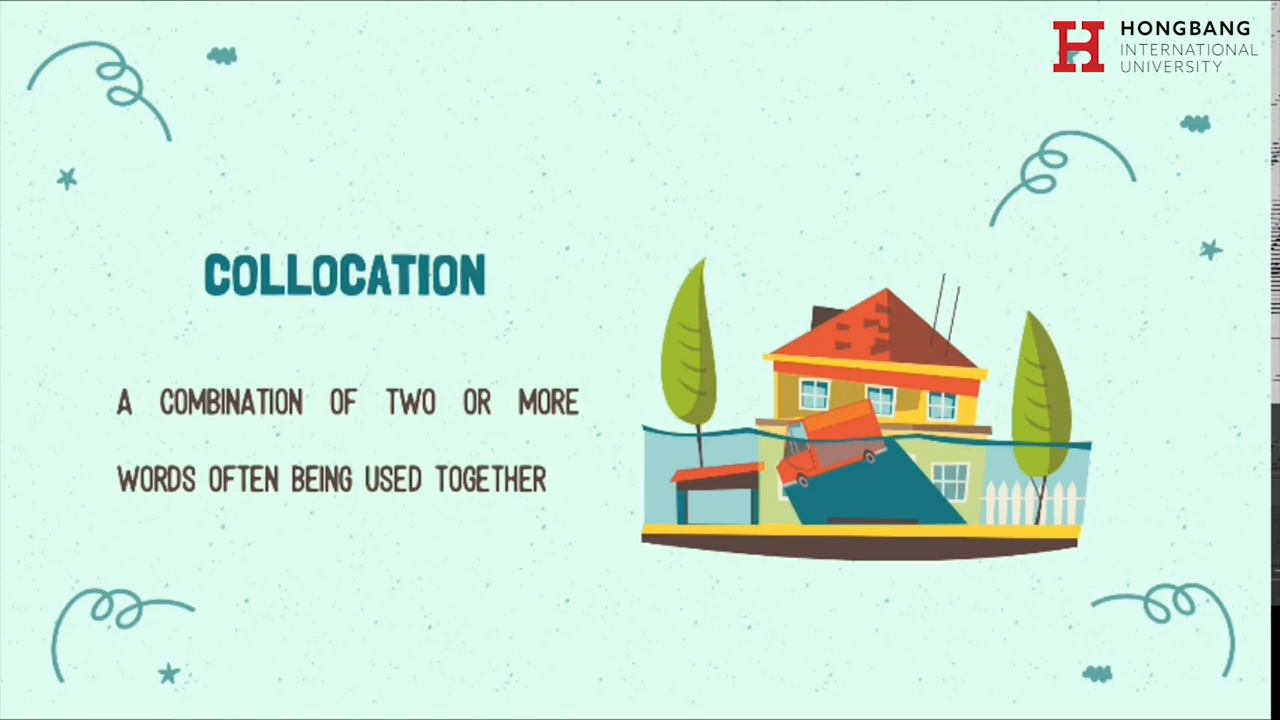 HONGBANG
INTERNATIONAL
UNIVERSITY
COLLOCATION
A COMBINATION OF TWO OR MORE
WORDS OFTEN BEING USED TOGETHER